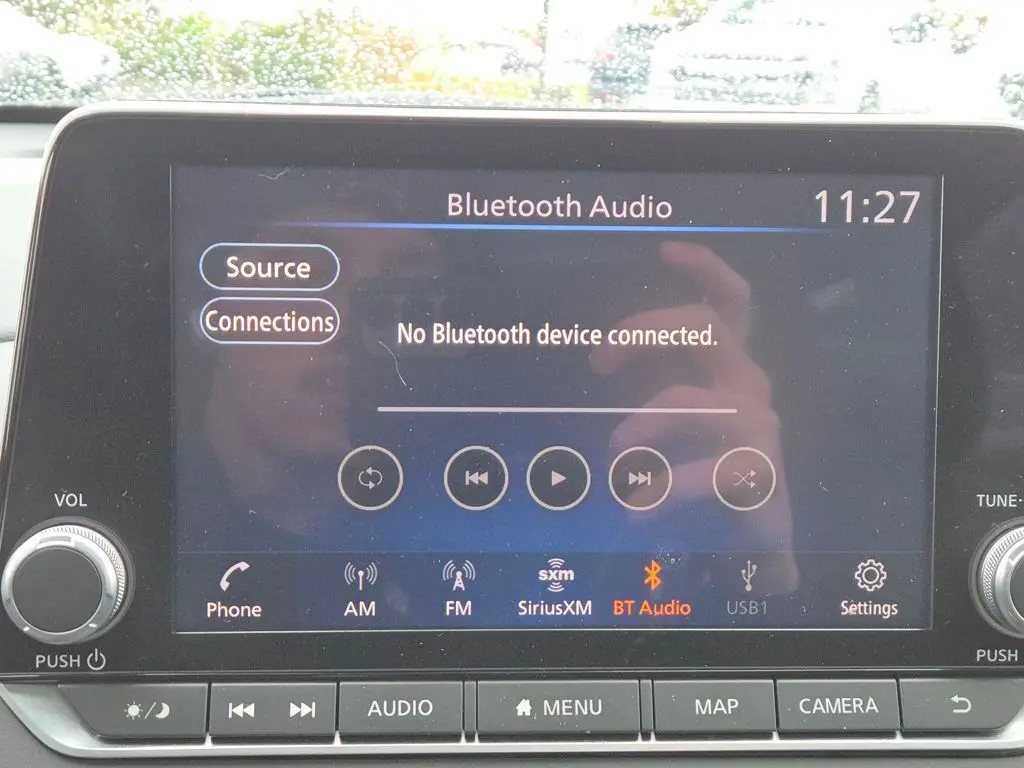 Bluetooth Audio
11:27
Source
Connections
No Bluetooth device connected.
VOL
TUNE·
Phone
AM
FM
sxm
SiriusXM
BT Audio
USB1
Settings
PUSH
PUSH
AUDIO
MENU
MAP
CAMERA